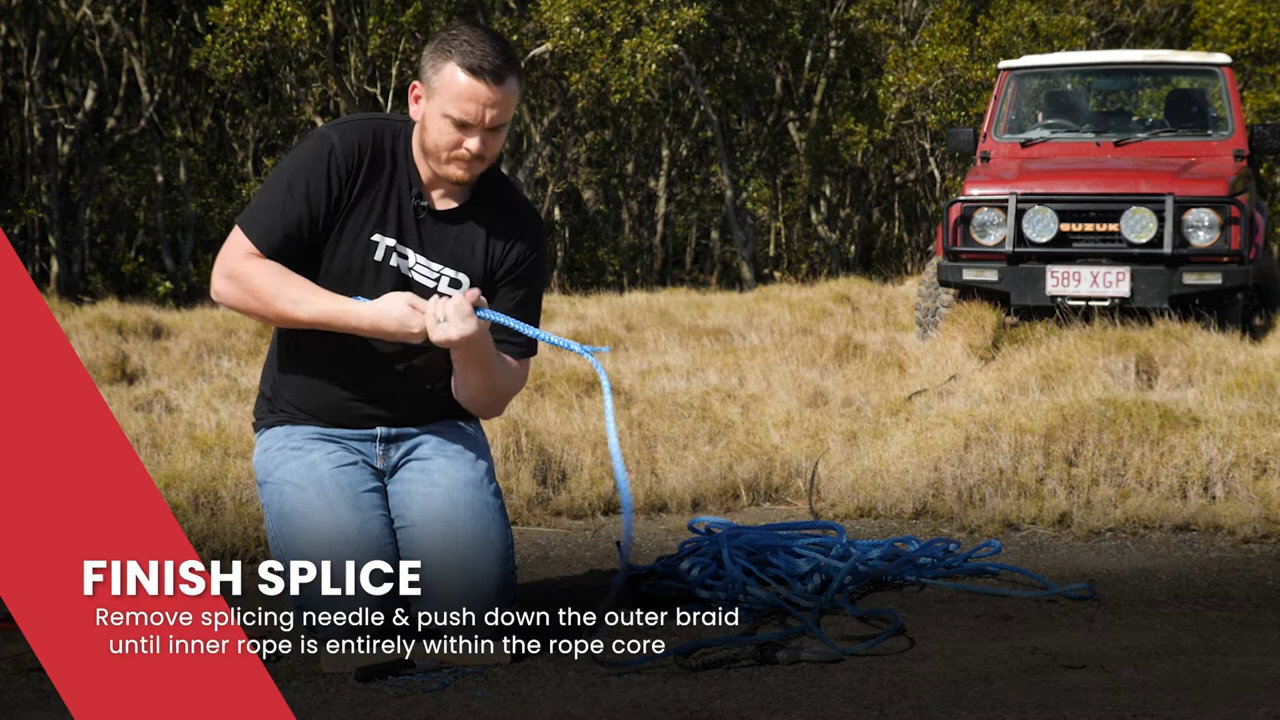 TRED
SUZUKI
589 XGP
FINISH SPLICE
Remove splicing needle & push down the outer braid
until inner rope is entirely within the rope core